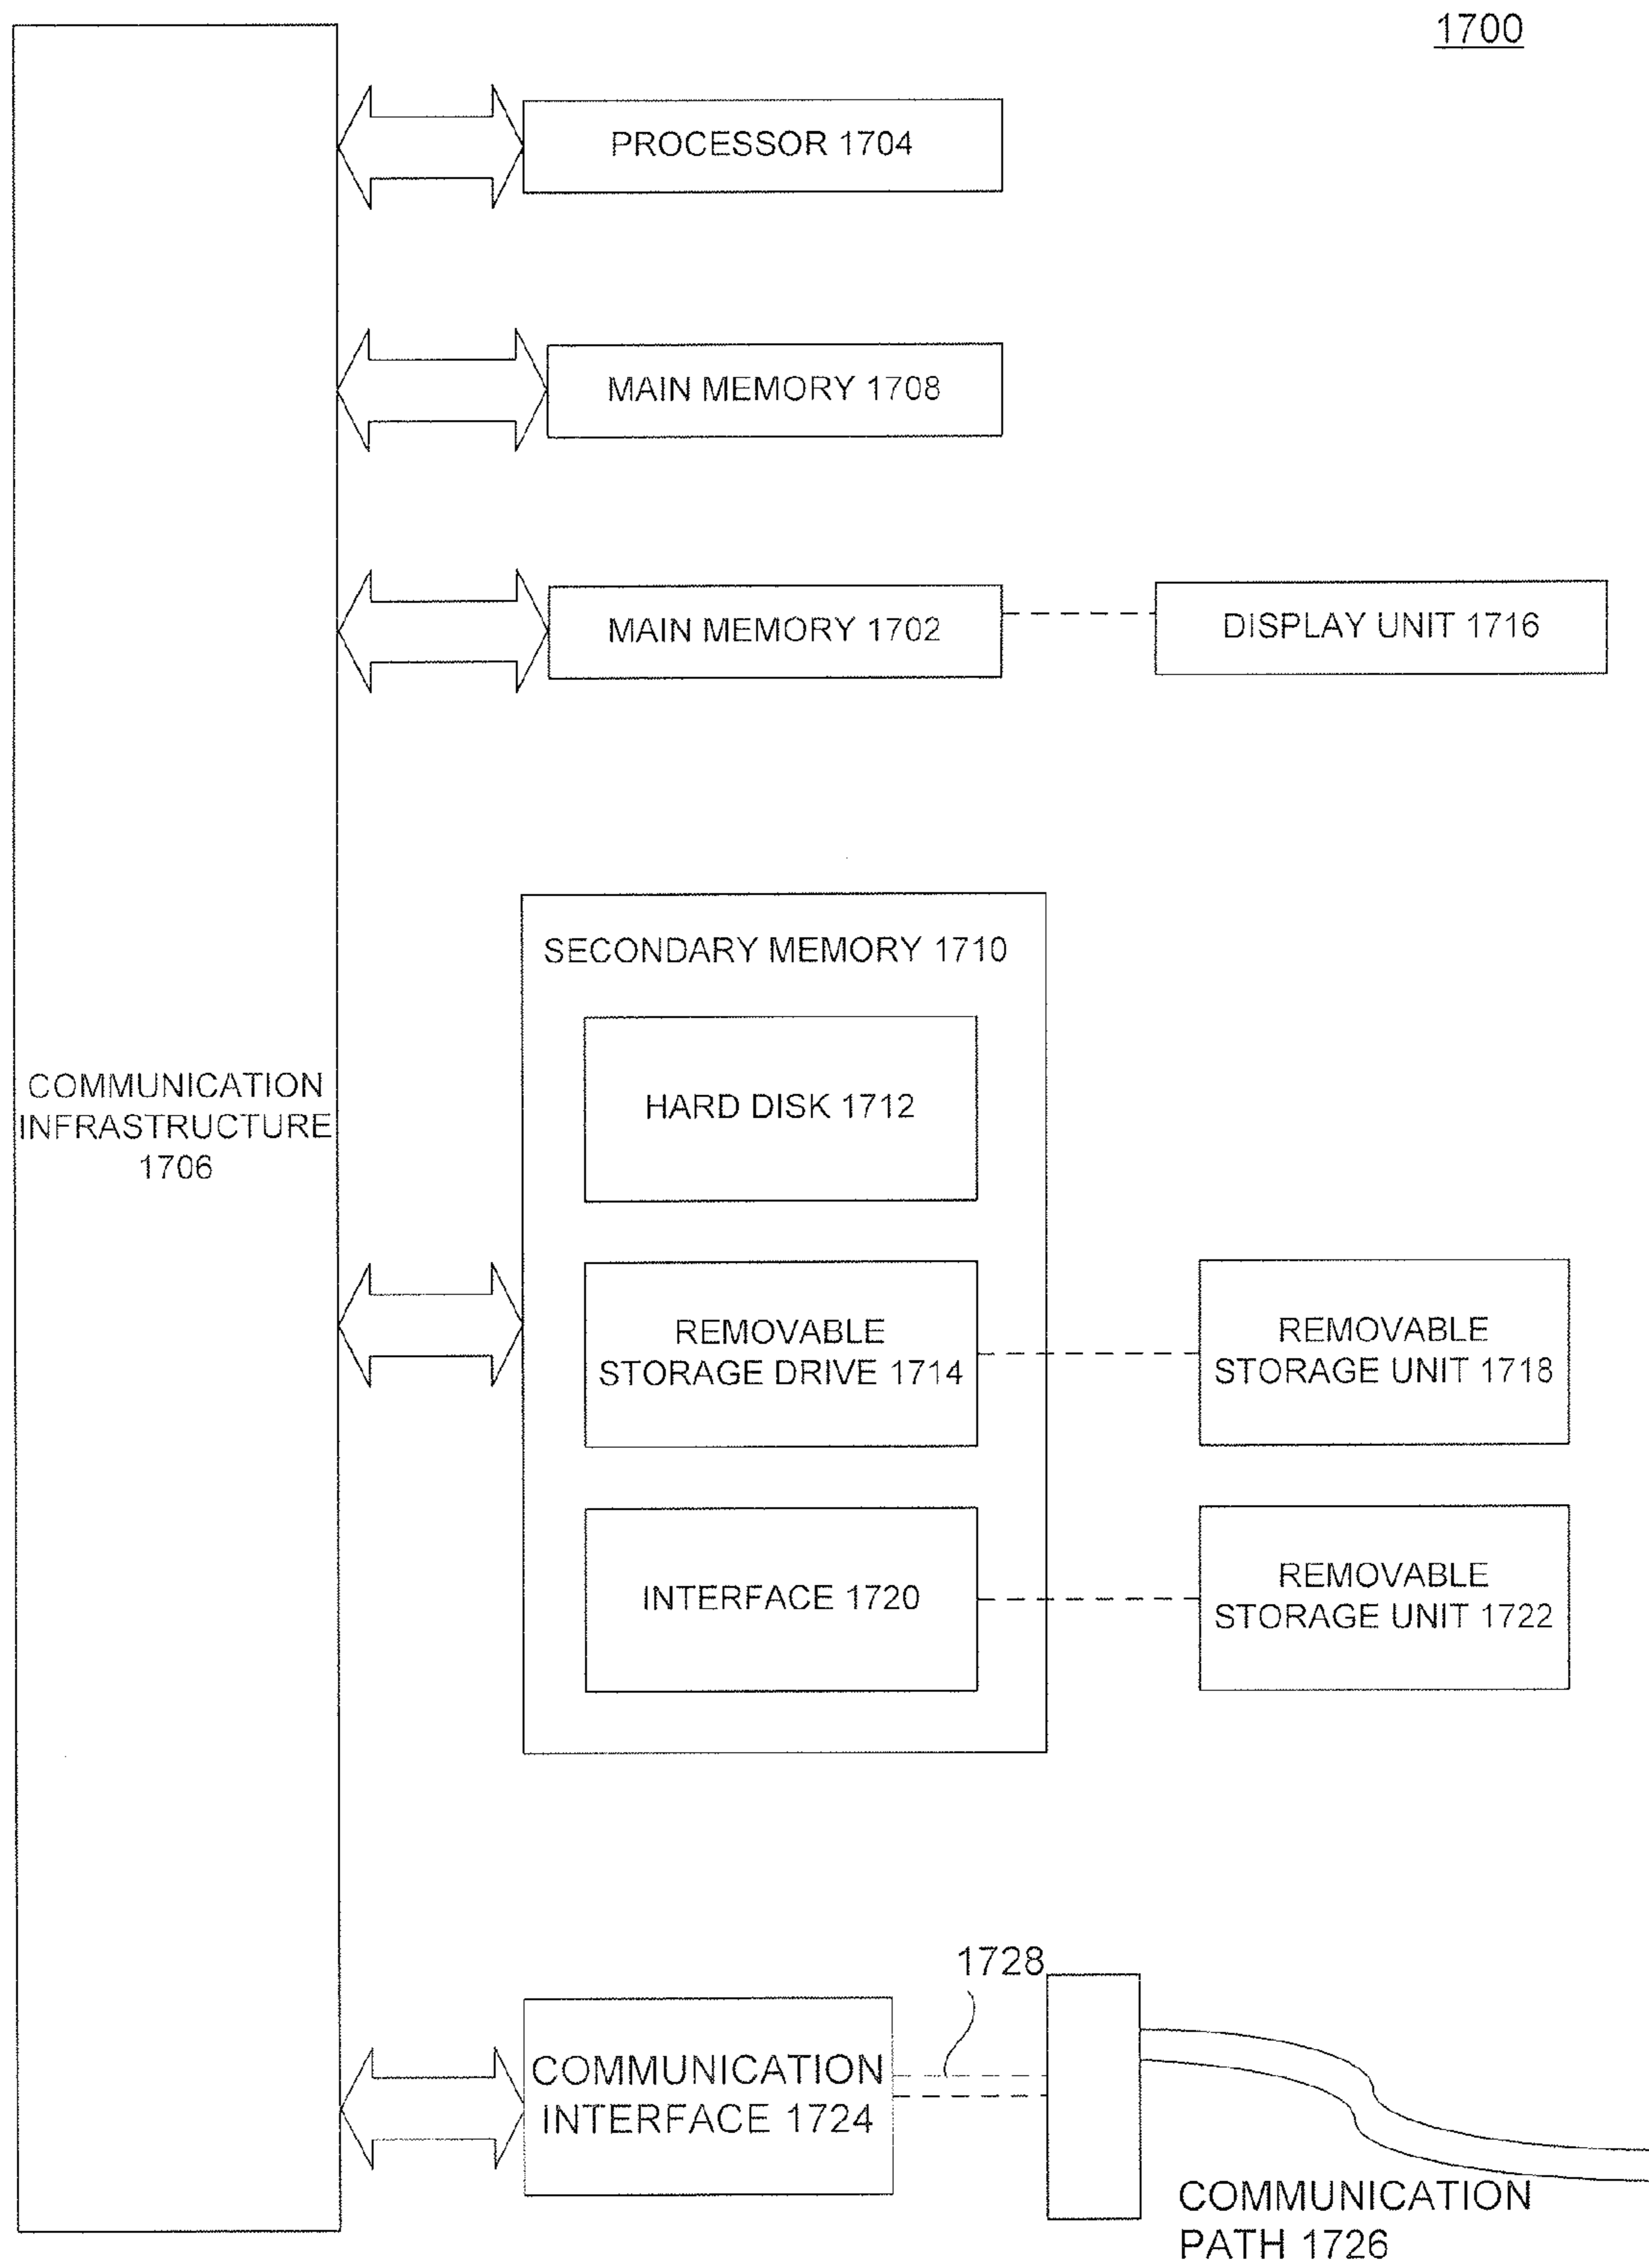 1700
PROCESSOR 1704
MAIN MEMORY 1708
MAIN MEMORY 1702
DISPLAY UNIT 1716
SECONDARY MEMORY 1710
HARD DISK 1712
COMMUNICATION
INFRASTRUCTURE
1706
REMOVABLE
STORAGE DRIVE 1714
REMOVABLE
STORAGE UNIT 1718
INTERFACE 1720
REMOVABLE
STORAGE UNIT 1722
1728
COMMUNICATION
INTERFACE 1724
COMMUNICATION
PATH 1726